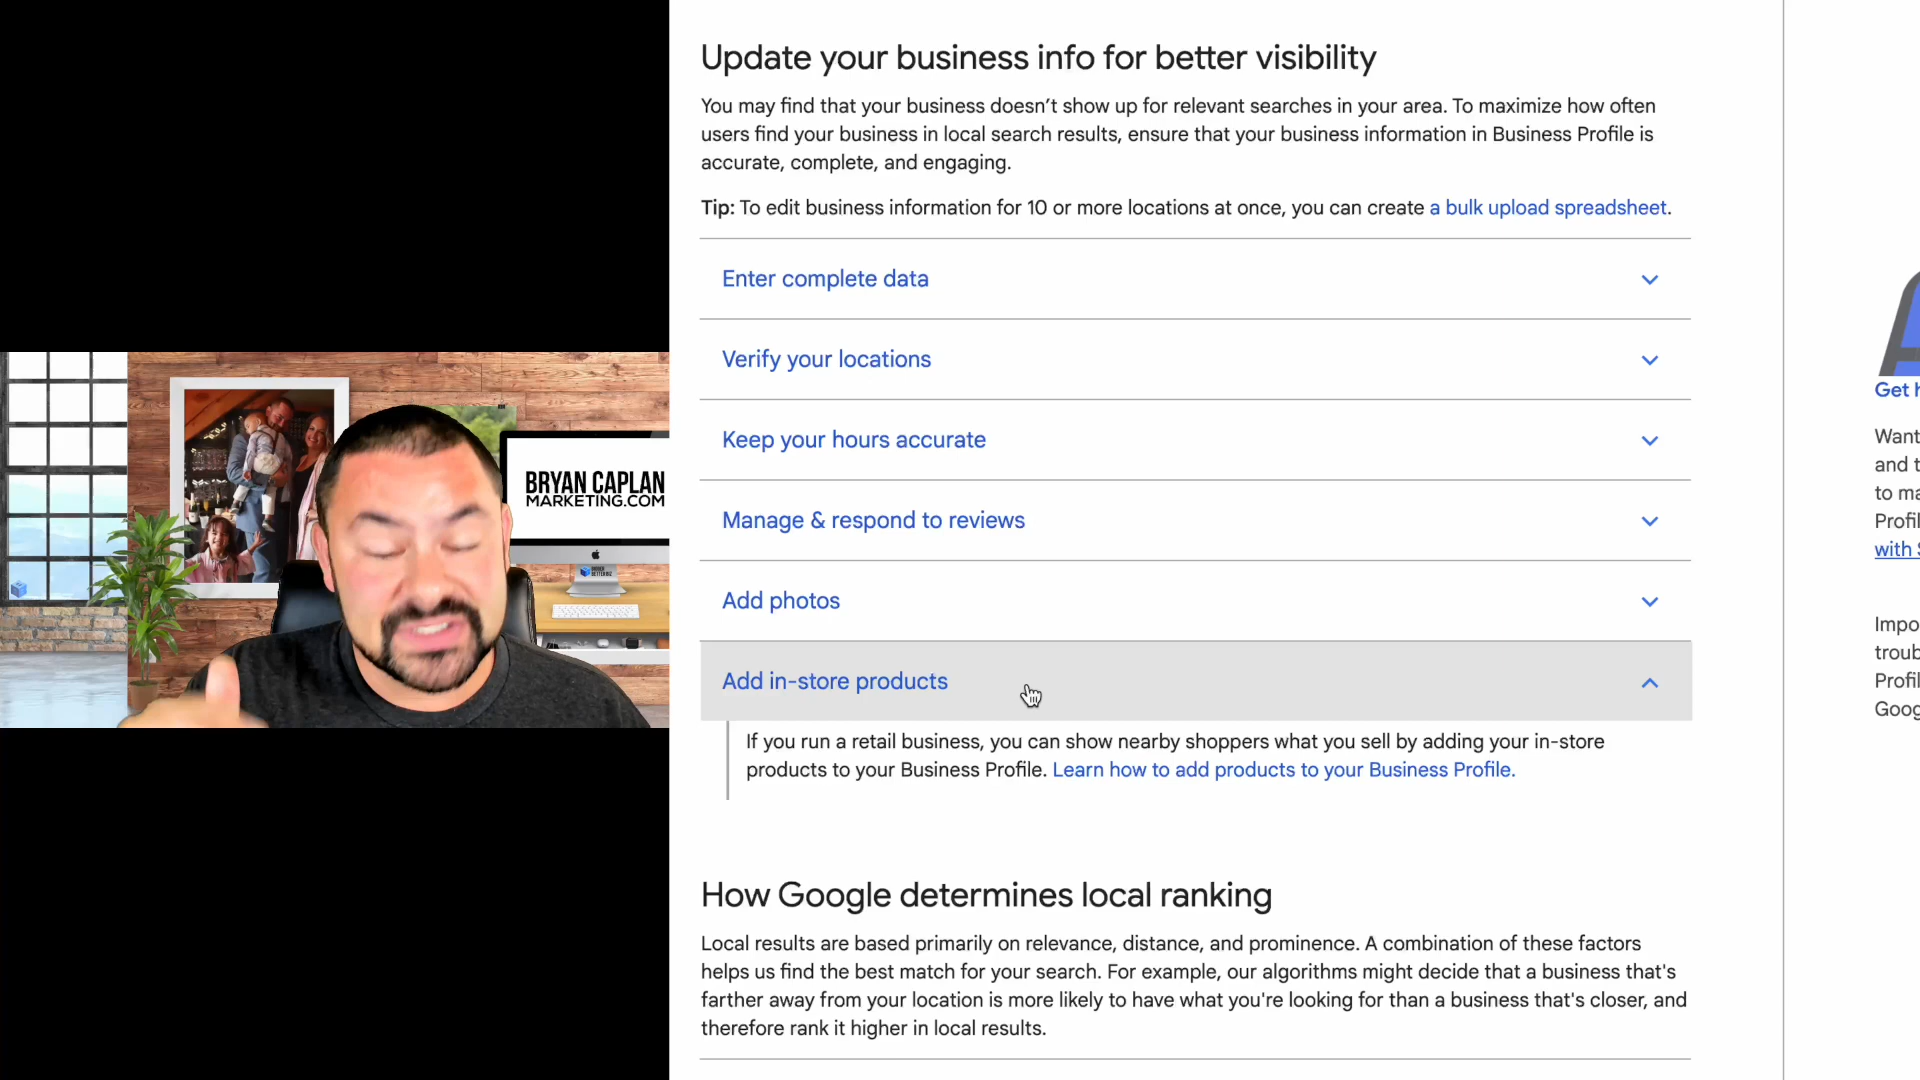 Update your business info for better visibility
You may find that your business doesn’t show up for relevant searches in your area. To maximize how often
users find your business in local search results, ensure that your business information in Business Profile is
accurate, complete, and engaging.
Tip: To edit business information for 10 or more locations at once, you can create a bulk upload spreadsheet.
Enter complete data
Verify your locations
Keep your hours accurate
Manage & respond to reviews
Add photos
Add in-store products
If you run a retail business, you can show nearby shoppers what you sell by adding your in-store
products to your Business Profile. Learn how to add products to your Business Profile.
How Google determines local ranking
Local results are based primarily on relevance, distance, and prominence. A combination of these factors
helps us find the best match for your search. For example, our algorithms might decide that a business that's
farther away from your location is more likely to have what you're looking for than a business that's closer, and
therefore rank it higher in local results.
BRYAN CAPLAN
MARKETING.COM
Get
Want
and
to
with